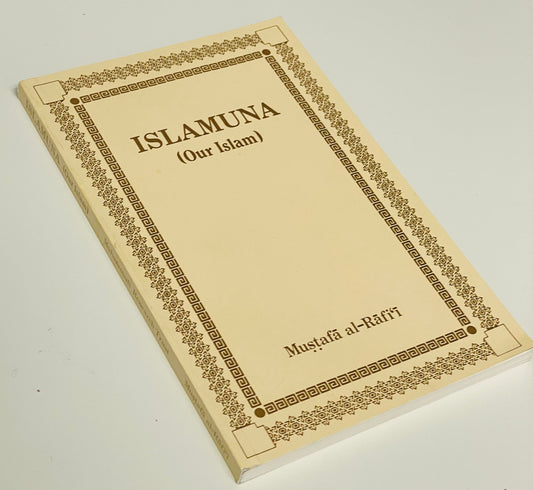 ISLAMUNA
(Our Islam)
Muṣṭafā al-Rāfi'ī